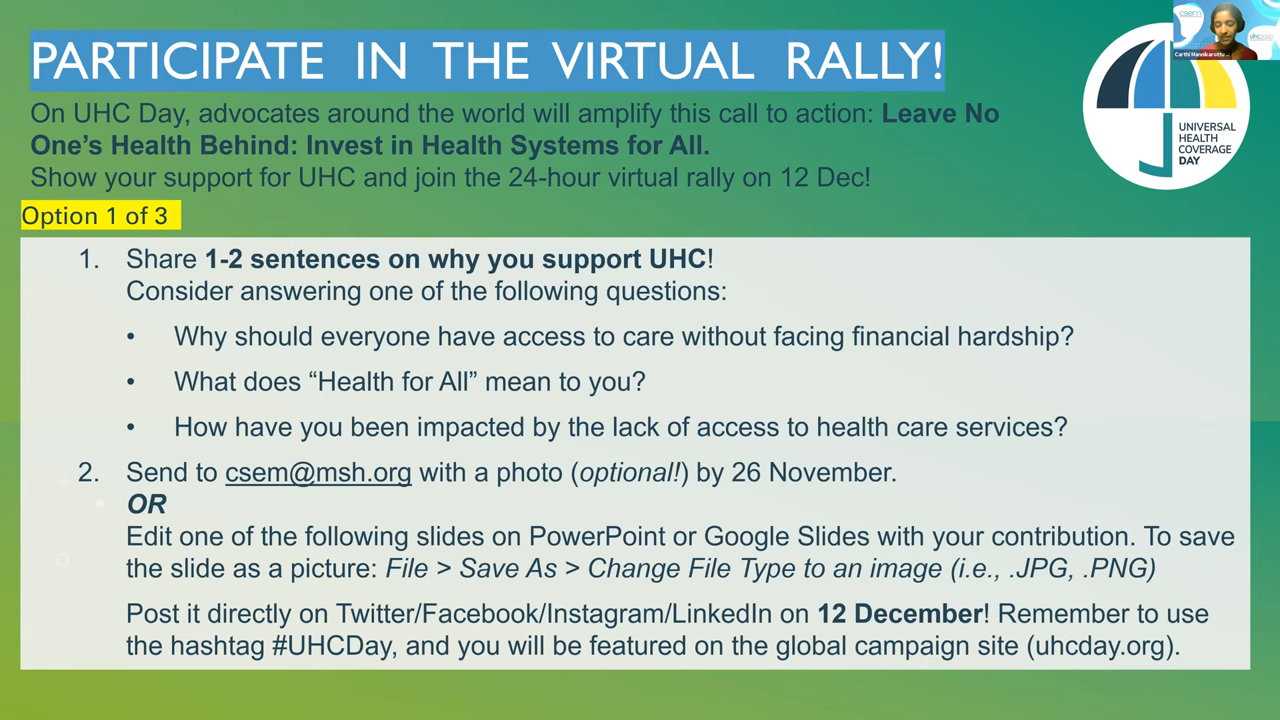 PARTICIPATE IN THE VIRTUAL RALLY!
csem
uhc2030
Carthi Mannikarottu
On UHC Day, advocates around the world will amplify this call to action: Leave No
One’s Health Behind: Invest in Health Systems for All.
Show your support for UHC and join the 24-hour virtual rally on 12 Dec!
UNIVERSAL
HEALTH
COVERAGE
DAY
Option 1 of 3
1. Share 1-2 sentences on why you support UHC!
Consider answering one of the following questions:
• Why should everyone have access to care without facing financial hardship?
• What does “Health for All” mean to you?
• How have you been impacted by the lack of access to health care services?
2. Send to csem@msh.org with a photo (optional!) by 26 November.
OR
Edit one of the following slides on PowerPoint or Google Slides with your contribution. To save
the slide as a picture: File > Save As > Change File Type to an image (i.e., .JPG, .PNG)
Post it directly on Twitter/Facebook/Instagram/LinkedIn on 12 December! Remember to use
the hashtag #UHCDay, and you will be featured on the global campaign site (uhcday.org).